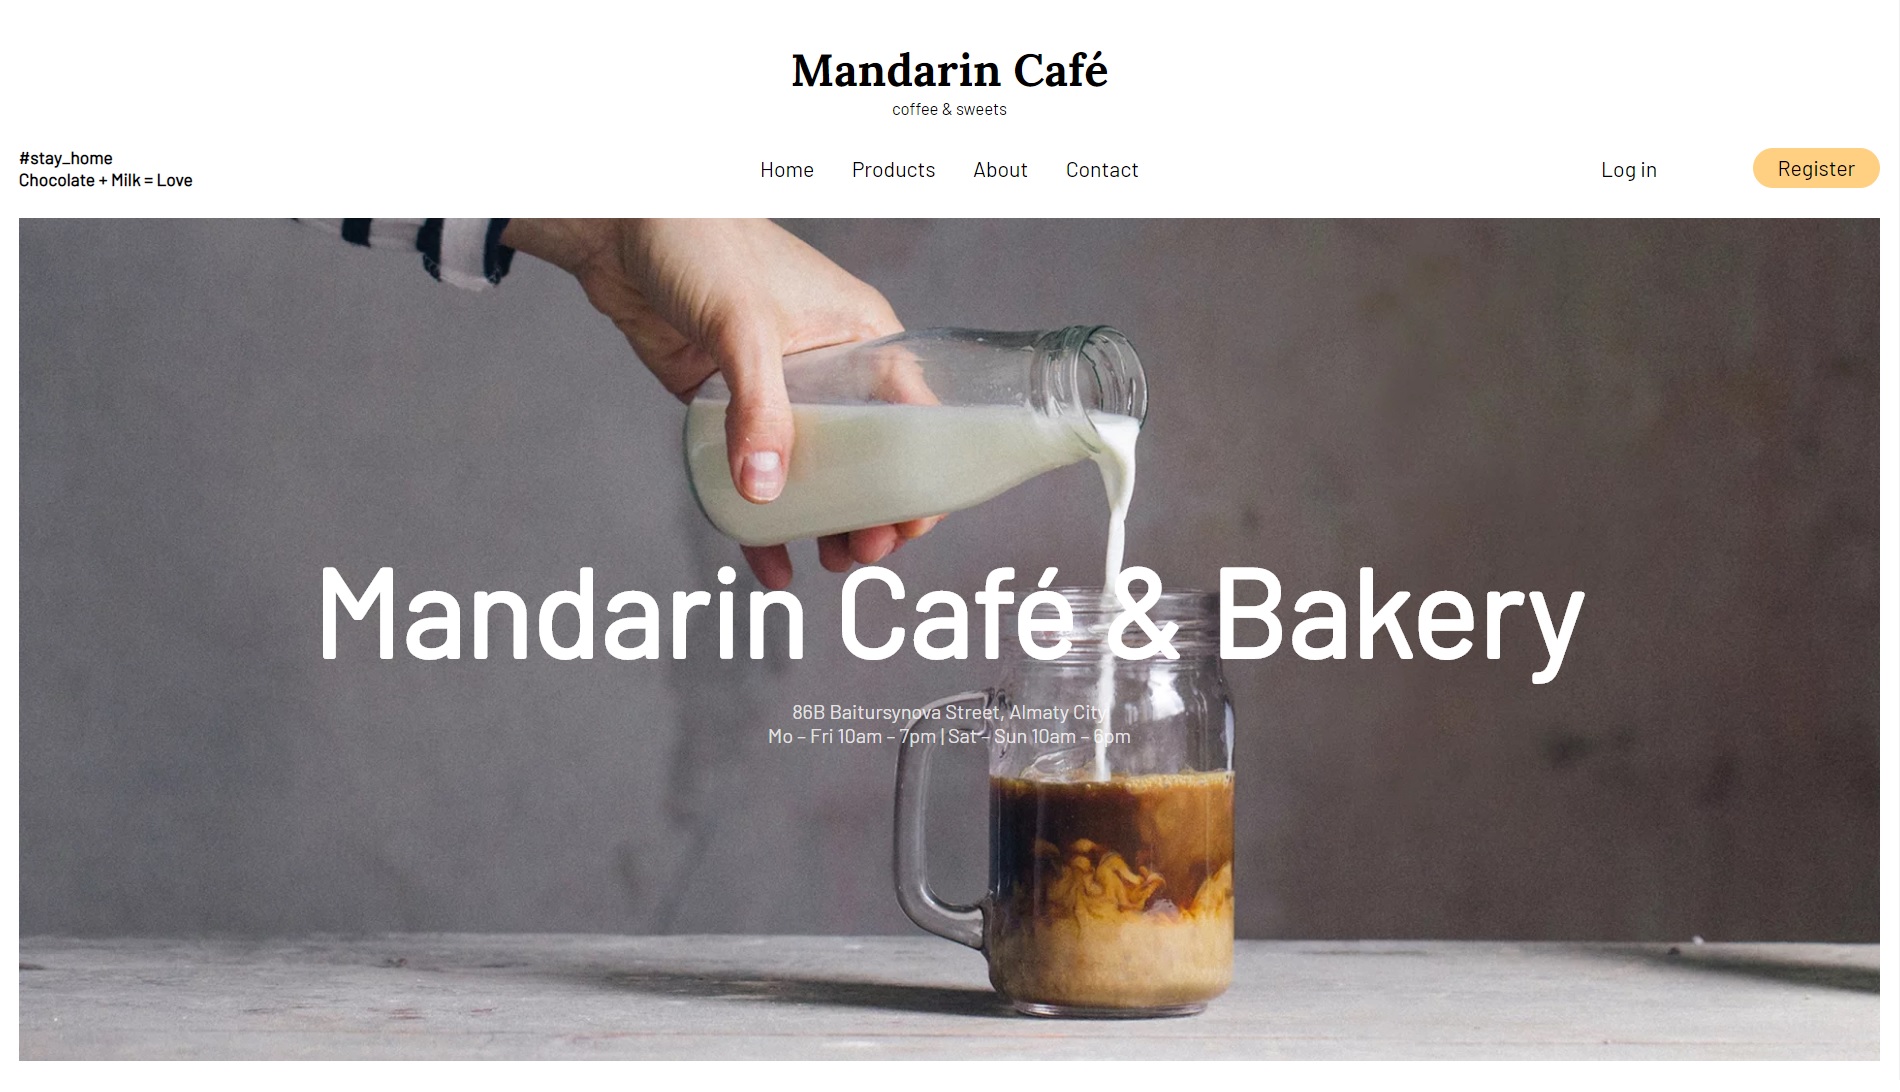 Mandarin Café
coffee & sweets
#stay_home
Chocolate + Milk = Love
Home Products About Contact
Log in
Register
Mandarin Café & Bakery
86B Baitursynova Street, Almaty City
Mo – Fri 10am – 7pm | Sat – Sun 10am – 6pm